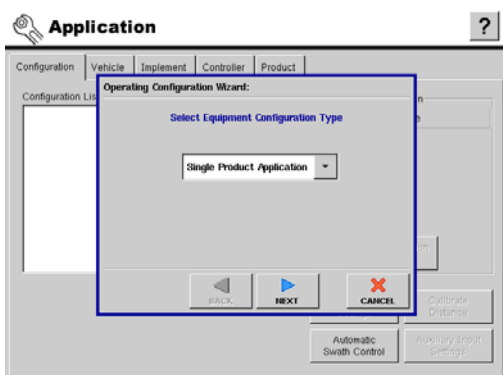 Application
?
Configuration
Vehicle
Implement
Controller
Product
Configuration Lis
Operating Configuration Wizard:
Select Equipment Configuration Type
Single Product Application
BACK
NEXT
CANCEL
Calibrate
Distance
Automatic
Swath Control
Auxiliary Input
Settings